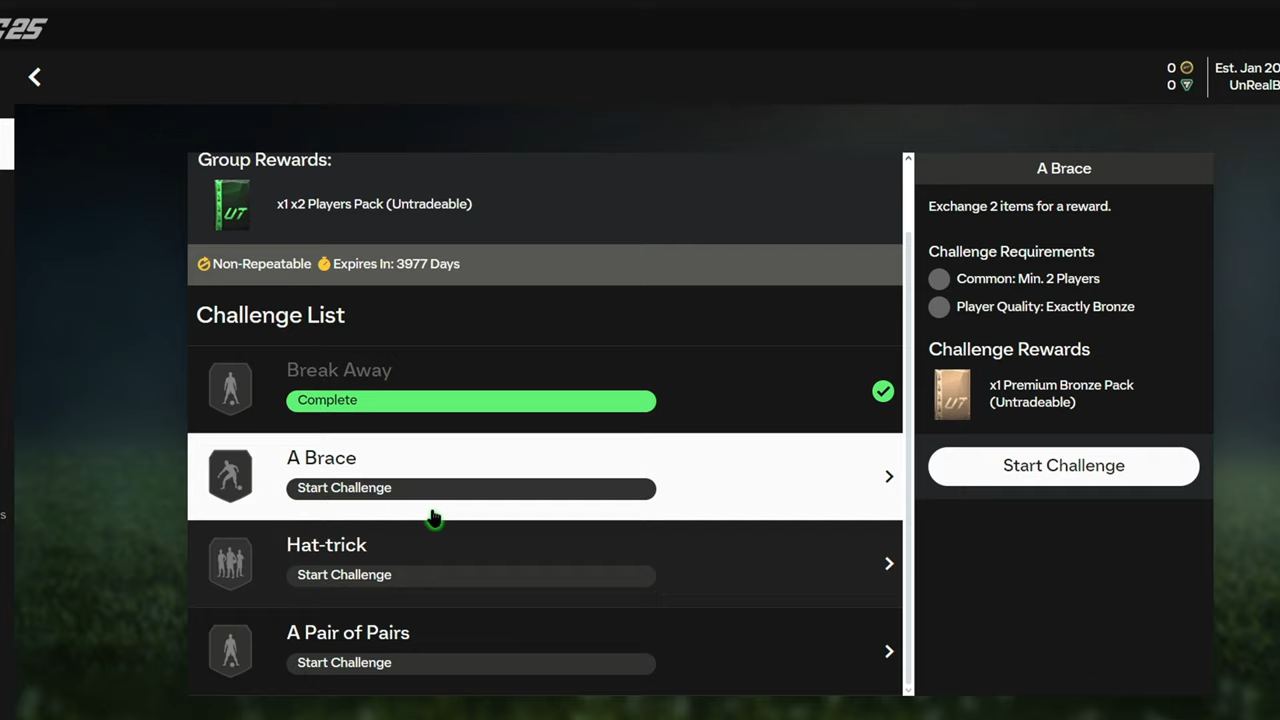 C25
0
Est. Jan 20
0
UnRealB
Group Rewards:
UT
x1 x2 Players Pack (Untradeable)
Non-Repeatable Expires In: 3977 Days
Challenge List
Break Away
Complete
A Brace
Start Challenge
Hat-trick
Start Challenge
A Pair of Pairs
Start Challenge
s
A Brace
Exchange 2 items for a reward.
Challenge Requirements
Common: Min. 2 Players
Player Quality: Exactly Bronze
Challenge Rewards
UT
x1 Premium Bronze Pack
(Untradeable)
Start Challenge